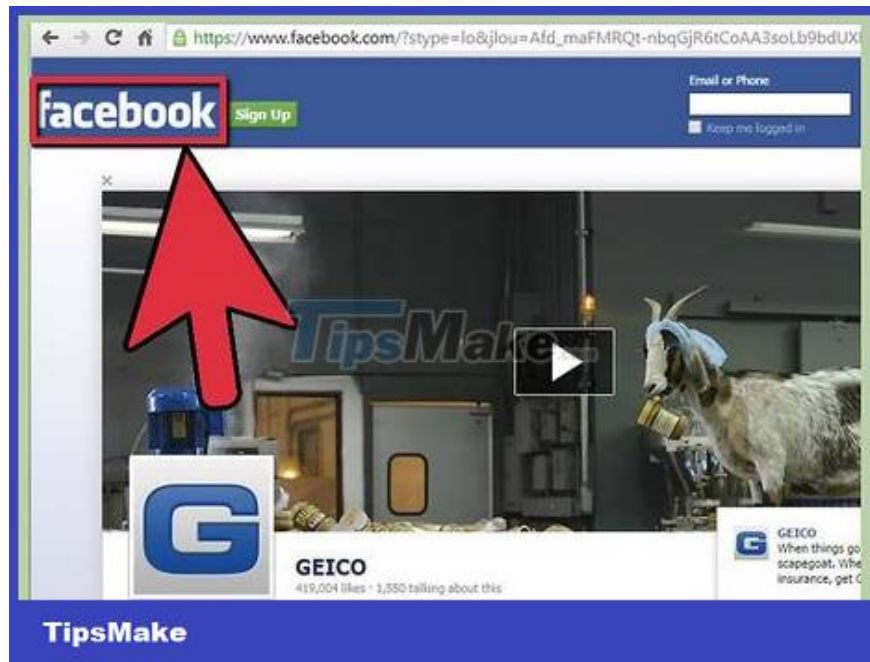 https://www.facebook.com/?stype=lo&jlou=Afd_maFMRQt-nbqGjR6tCoAA3soLb9bdUX
facebook
Sign Up
Email or Phone
Keep me logged in
TipsMake
G
GEICO
419,004 likes · 1,550 talking about this
G
GEICO
When things go
scapegoat. Whe
insurance, get
TipsMake